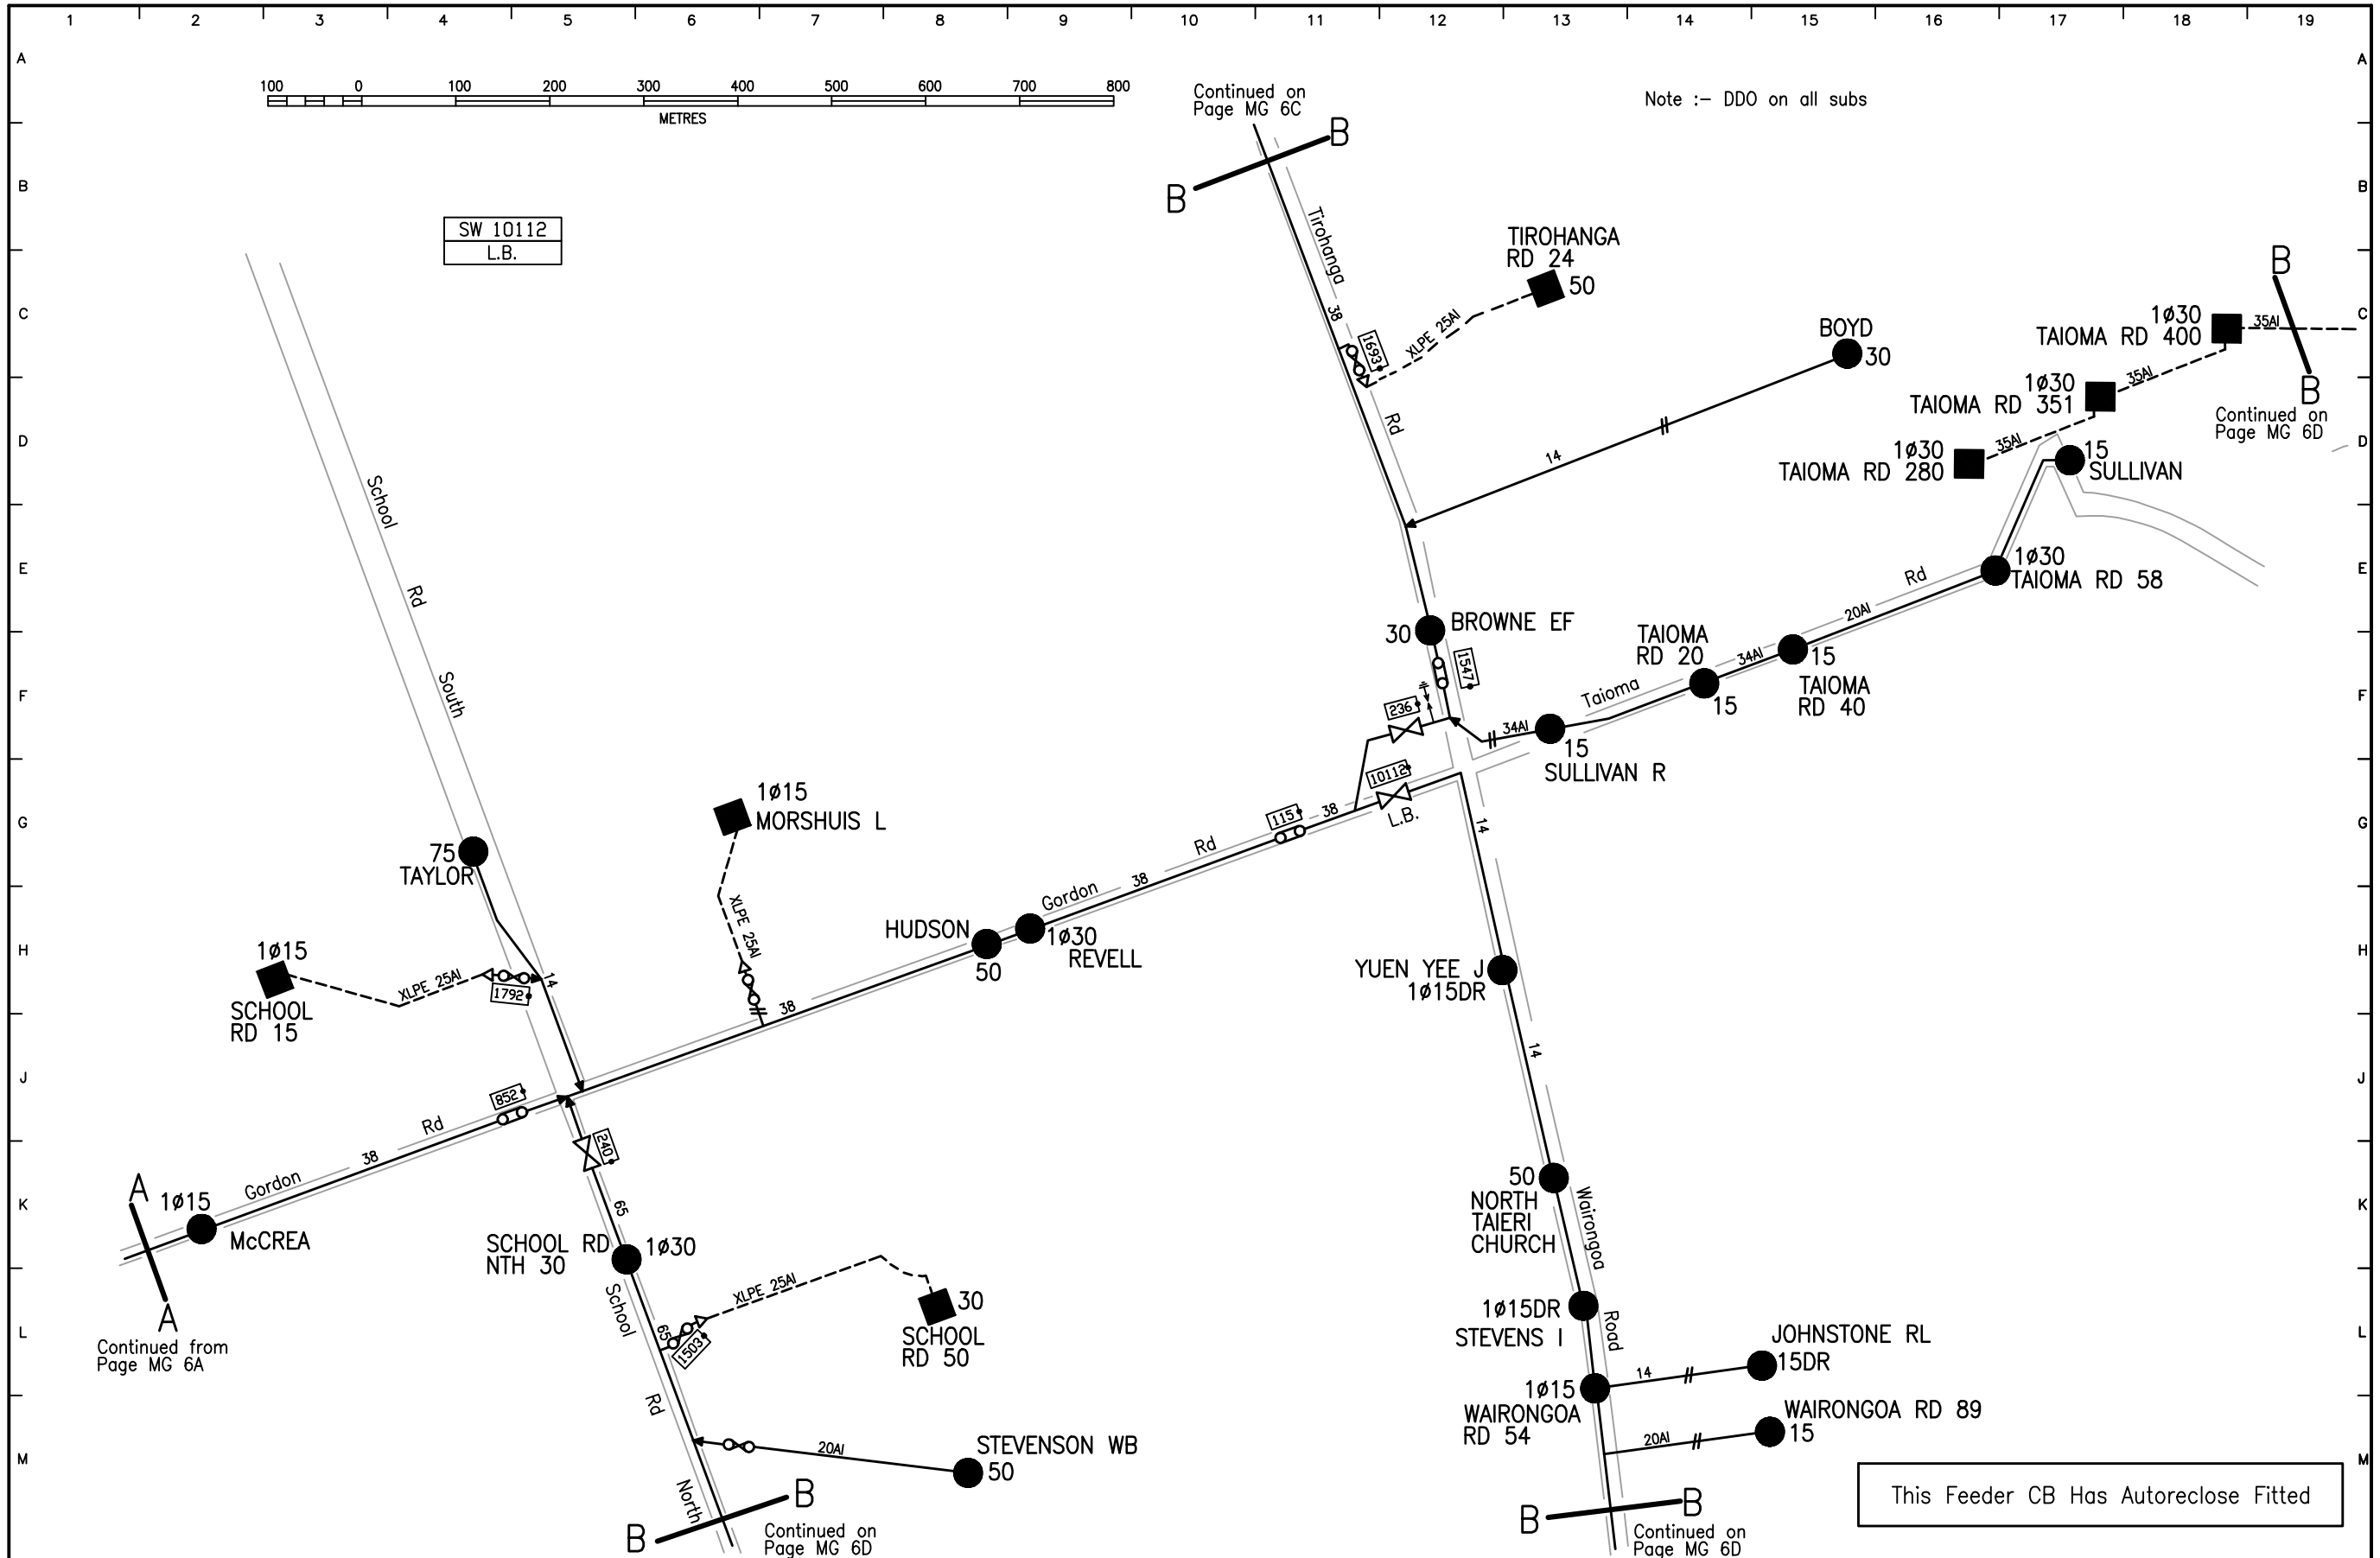 1 2 3 4 5 6 7 8 9 10 11 12 13 14 15 16 17 18 19
A A
100 0 100 200 300 400 500 600 700 800
METRES
Continued on
Page MG 6C
Note :- DDO on all subs
B
B
B
B
SW 10112
L.B.
Tirohanga
Rd
38
TIROHANGA
RD 24
50
XLPE 25Al
1693
C
C
BOYD
30
14
1ø30
TAIOMA RD 400
35Al
B
B
Continued on
Page MG 6D
1ø30
TAIOMA RD 351
35Al
1ø30
TAIOMA RD 280
35Al
15
SULLIVAN
D
D
School
Rd
South
E
E
1ø30
TAIOMA RD 58
Rd
20Al
30
BROWNE EF
1547
TAIOMA
RD 20
15
34Al
15
TAIOMA
RD 40
F
F
236
34Al
Taioma
15
SULLIVAN R
10112
L.B.
1ø15
MORSHUIS L
XLPE 25Al
115
38
G
G
14
Rd
75
TAYLOR
Gordon
38
HUDSON
50
1ø30
REVELL
H
H
1ø15
SCHOOL
RD 15
XLPE 25Al
1792
14
38
YUEN YEE J
1ø15DR
14
J
J
852
Rd
38
Gordon
240
65
K
K
A
A
1ø15
McCREA
Continued from
Page MG 6A
50
NORTH
TAIERI
CHURCH
Wairongoa
Road
SCHOOL RD
NTH 30
1ø30
School
Rd
North
65
1503
XLPE 25Al
30
SCHOOL
RD 50
L
L
1ø15DR
STEVENS I
JOHNSTONE RL
15DR
14
1ø15
WAIRONGOA
RD 54
WAIRONGOA RD 89
15
20Al
M
M
20Al
STEVENSON WB
50
B
B
Continued on
Page MG 6D
B
B
Continued on
Page MG 6D
This Feeder CB Has Autoreclose Fitted